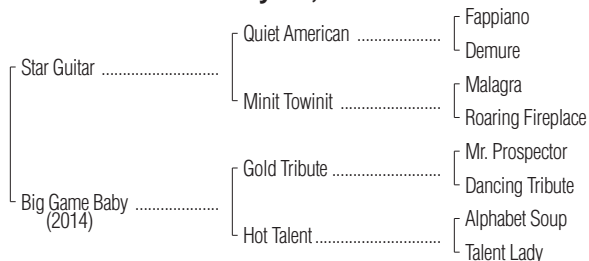 Fappiano
Quiet American ..................
Demure
Star Guitar .........................
Malagra
Minit Towinit ......................
Roaring Fireplace
Mr. Prospector
Gold Tribute .......................
Dancing Tribute
Big Game Baby ..................
(2014)
Alphabet Soup
Hot Talent...........................
Talent Lady